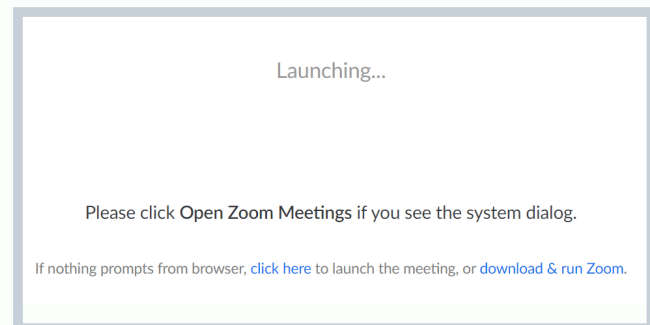 Launching...
Please click Open Zoom Meetings if you see the system dialog.
If nothing prompts from browser, click here to launch the meeting, or download & run Zoom.